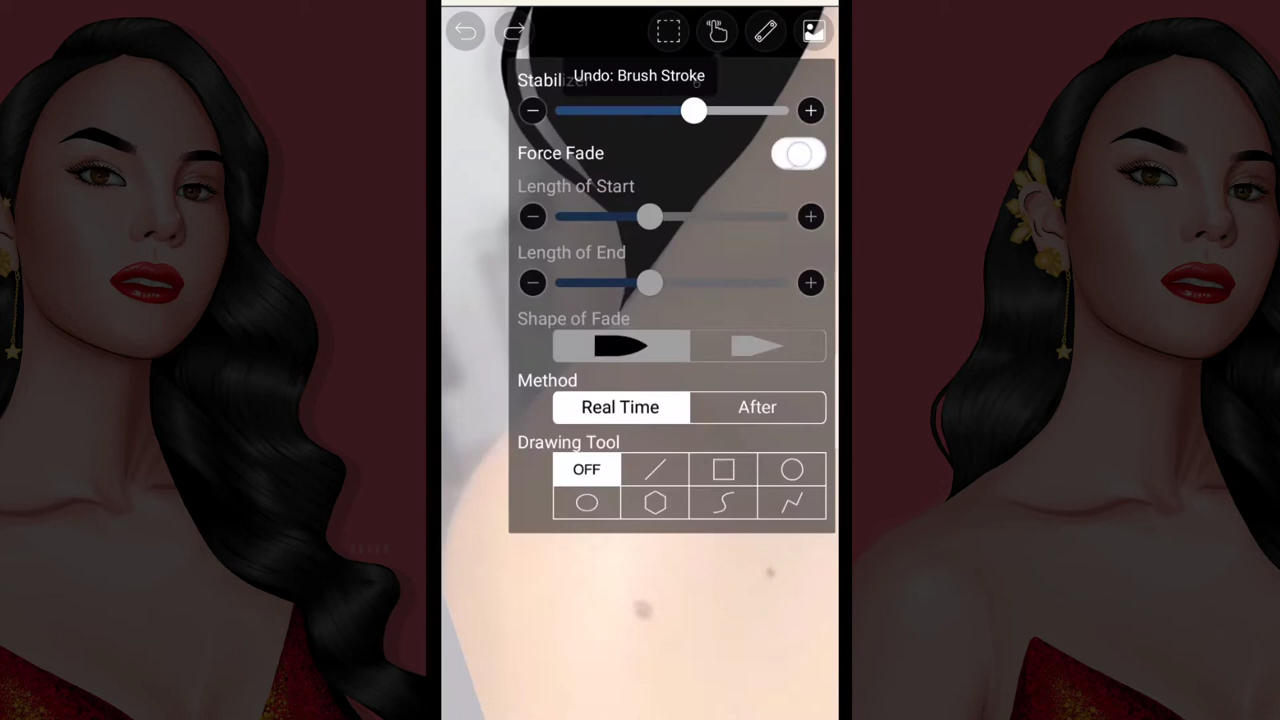 Stabilizer
Undo: Brush Stroke
Force Fade
Length of Start
Length of End
Shape of Fade
Method
Real Time
After
Drawing Tool
OFF